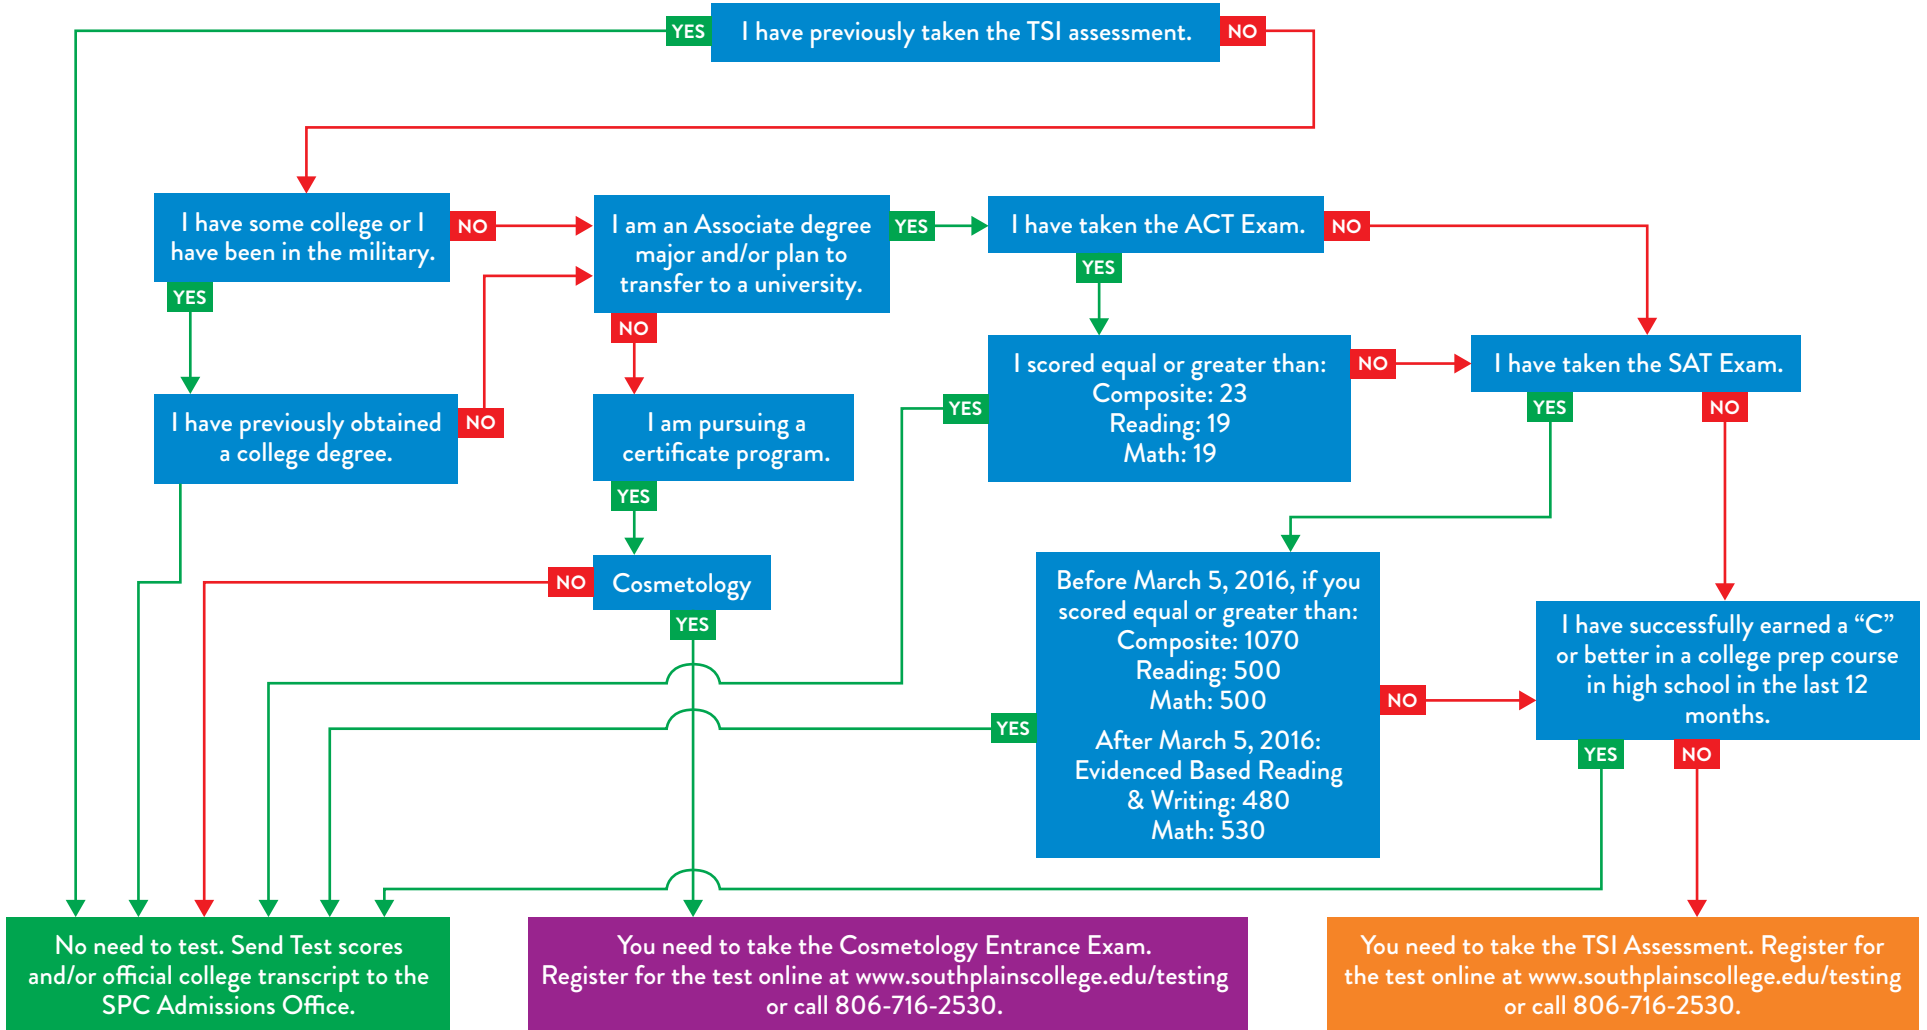 YES
I have previously taken the TSI assessment.
NO
I have some college or I
have been in the military.
NO
YES
I am an Associate degree
major and/or plan to
transfer to a university.
YES
NO
I have taken the ACT Exam.
NO
YES
I have previously obtained
a college degree.
NO
I am pursuing a
certificate program.
YES
I scored equal or greater than:
Composite: 23
Reading: 19
Math: 19
NO
YES
I have taken the SAT Exam.
YES
NO
NO
Cosmetology
YES
Before March 5, 2016, if you
scored equal or greater than:
Composite: 1070
Reading: 500
Math: 500
After March 5, 2016:
Evidenced Based Reading
& Writing: 480
Math: 530
YES
NO
I have successfully earned a “C”
or better in a college prep course
in high school in the last 12
months.
YES
NO
No need to test. Send Test scores
and/or official college transcript to the
SPC Admissions Office.
You need to take the Cosmetology Entrance Exam.
Register for the test online at www.southplainscollege.edu/testing
or call 806-716-2530.
You need to take the TSI Assessment. Register for
the test online at www.southplainscollege.edu/testing
or call 806-716-2530.